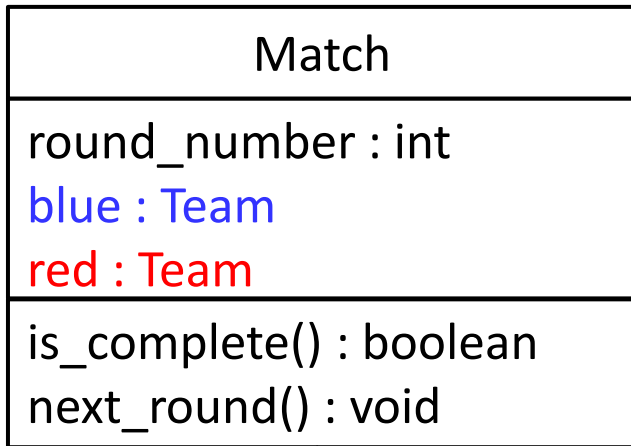 Match
round_number : int
blue : Team
red : Team
is_complete() : boolean
next_round() : void